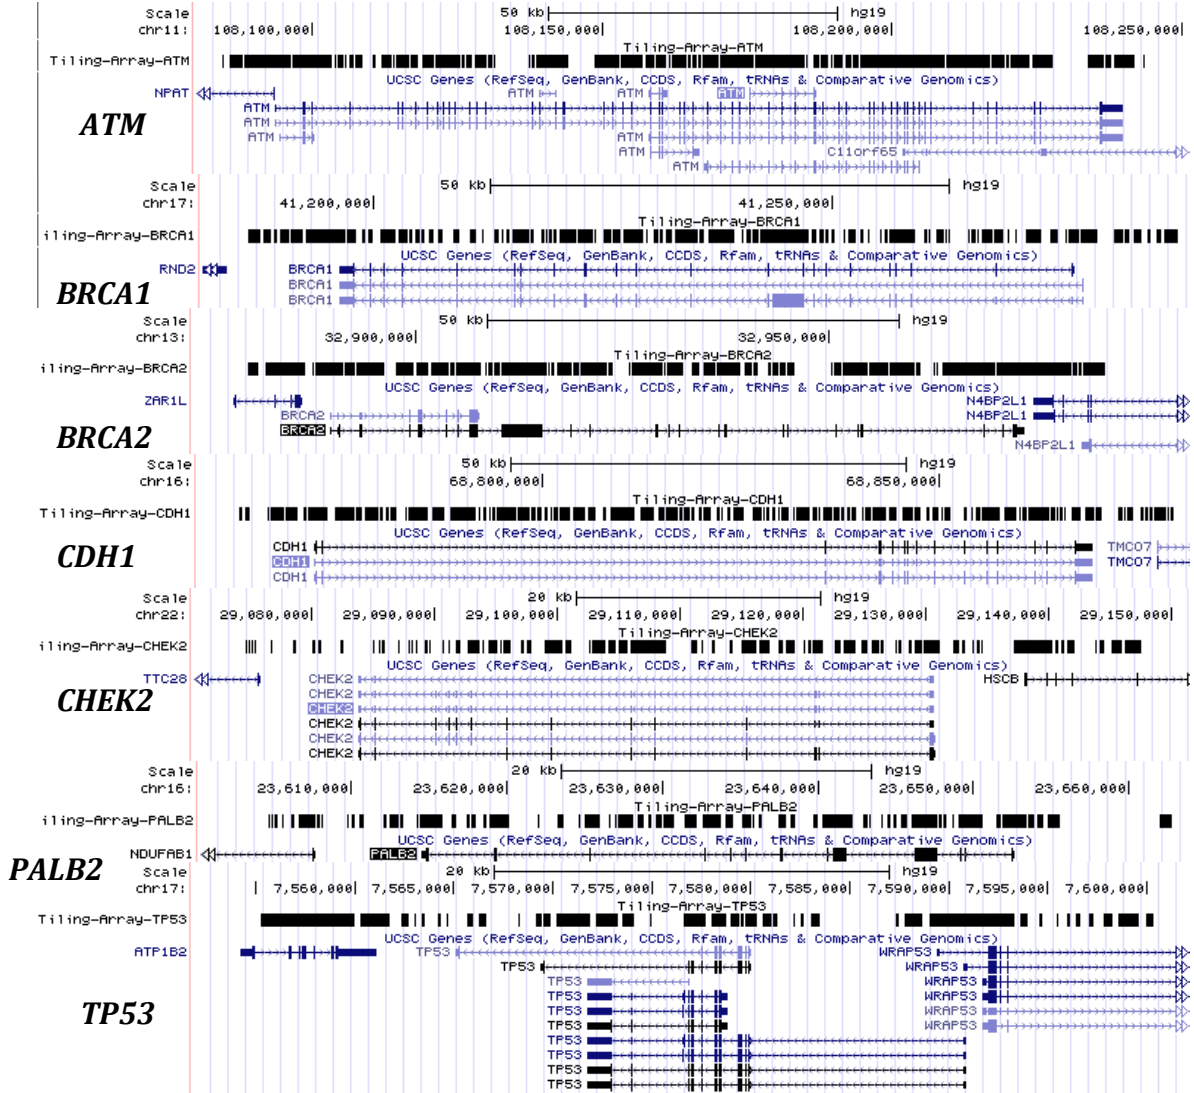 Scale 50 kb hg19
chr11: 108,100,000 108,150,000 108,200,000 108,250,000
Tiling-Array-ATM
Tiling-Array-ATM
UCSC Genes (RefSeq, GenBank, CCDS, Rfam, tRNAs & Comparative Genomics)
NPAT ATM ATM ATM
ATM
ATM
ATM
ATM ATM
ATM C11orf65
ATM
Scale 50 kb hg19
chr17: 41,200,000 41,250,000
Tiling-Array-BRCA1
iling-Array-BRCA1
UCSC Genes (RefSeq, GenBank, CCDS, Rfam, tRNAs & Comparative Genomics)
RND2 BRCA1
BRCA1
BRCA1
BRCA1
Scale 50 kb hg19
chr13: 32,900,000 32,950,000
Tiling-Array-BRCA2
iling-Array-BRCA2
UCSC Genes (RefSeq, GenBank, CCDS, Rfam, tRNAs & Comparative Genomics)
ZAR1L N4BP2L1
BRCA2 N4BP2L1
BRCA2
BRCA2
N4BP2L1
Scale 50 kb hg19
chr16: 68,800,000 68,850,000
Tiling-Array-CDH1
Tiling-Array-CDH1
UCSC Genes (RefSeq, GenBank, CCDS, Rfam, tRNAs & Comparative Genomics)
CDH1 TMCO7
CDH1
CDH1 TMCO7
CDH1
Scale 20 kb hg19
chr22: 29,080,000 29,090,000 29,100,000 29,110,000 29,120,000 29,130,000 29,140,000 29,150,000
Tiling-Array-CHEK2
iling-Array-CHEK2
UCSC Genes (RefSeq, GenBank, CCDS, Rfam, tRNAs & Comparative Genomics)
TTC28 CHEK2 HSCB
CHEK2
CHEK2
CHEK2
CHEK2
CHEK2
CHEK2
Scale 20 kb hg19
chr16: 23,610,000 23,620,000 23,630,000 23,640,000 23,650,000 23,660,000
Tiling-Array-PALB2
iling-Array-PALB2
UCSC Genes (RefSeq, GenBank, CCDS, Rfam, tRNAs & Comparative Genomics)
NDUFAB1 PALB2
PALB2
Scale 20 kb hg19
chr17: 7,560,000 7,565,000 7,570,000 7,575,000 7,580,000 7,585,000 7,590,000 7,595,000 7,600,000
Tiling-Array-TP53
Tiling-Array-TP53
UCSC Genes (RefSeq, GenBank, CCDS, Rfam, tRNAs & Comparative Genomics)
ATP1B2 TP53 WRAP53
TP53 WRAP53
TP53 WRAP53
TP53 WRAP53
TP53
TP53 WRAP53
TP53 WRAP53
TP53
TP53
TP53
TP53